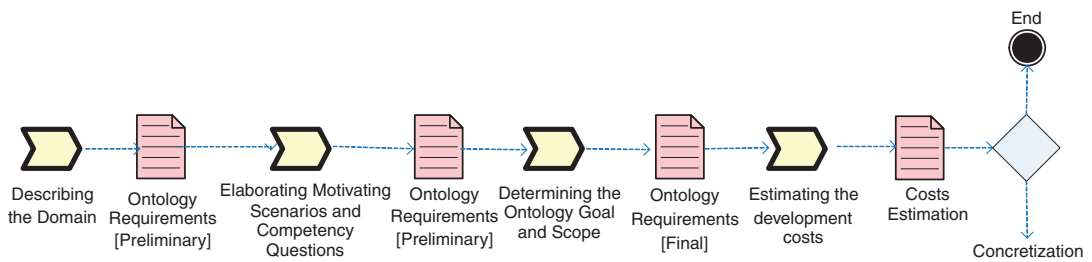 End
Describing
the Domain
Ontology
Requirements
[Preliminary]
Elaborating Motivating
Scenarios and
Competency
Questions
Ontology
Requirements
[Preliminary]
Determining the
Ontology Goal
and Scope
Ontology
Requirements
[Final]
Estimating the
development
costs
Costs
Estimation
Concretization